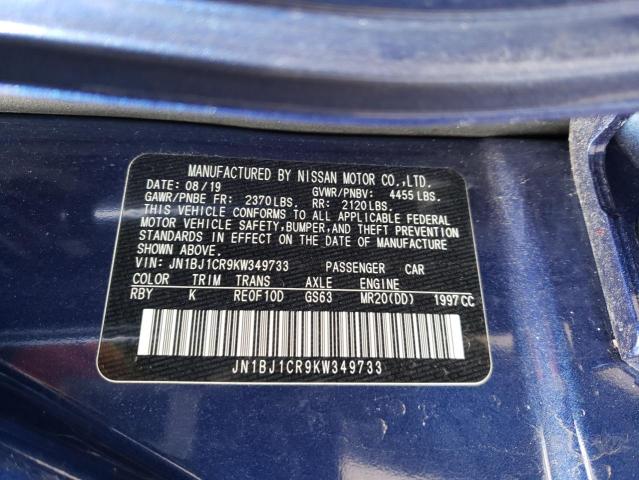 MANUFACTURED BY NISSAN MOTOR CO.,LTD.
DATE: 08/19 GVWR/PNBV: 4455 LBS.
GAWR/PNBE FR: 2370LBS. RR: 2120LBS.
THIS VEHICLE CONFORMS TO ALL APPLICABLE FEDERAL
MOTOR VEHICLE SAFETY,BUMPER,AND THEFT PREVENTION
STANDARDS IN EFFECT ON THE DATE OF MANUFACTURE
SHOWN ABOVE.
VIN: JN1BJ1CR9KW349733 PASSENGER CAR
COLOR TRIM TRANS AXLE ENGINE
RBY K RE0F10D GS63 MR20(DD) 1997CC
JN1BJ1CR9KW349733